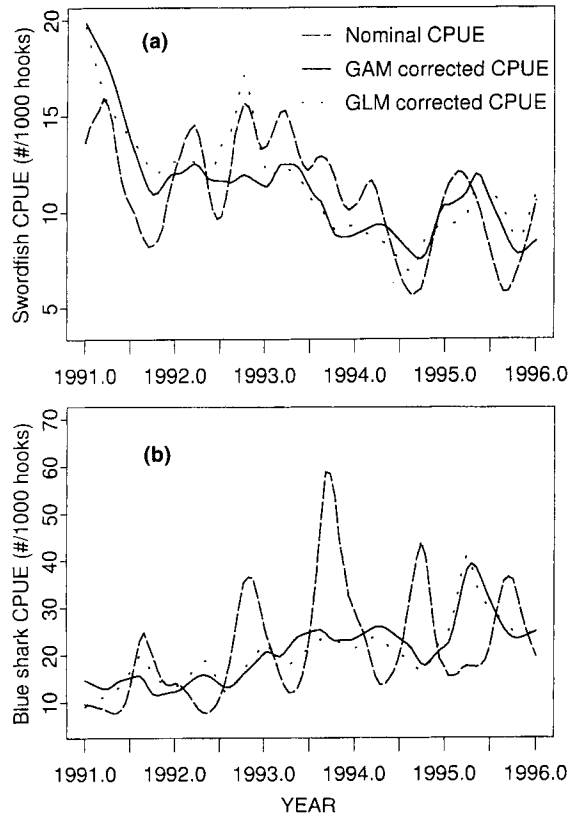 20
15
10
5
Swordfish CPUE (#/1000 hooks)
(a)
Nominal CPUE
GAM corrected CPUE
GLM corrected CPUE
1991.0 1992.0 1993.0 1994.0 1995.0 1996.0
70
60
50
40
30
20
10
Blue shark CPUE (#/1000 hooks)
(b)
1991.0 1992.0 1993.0 1994.0 1995.0 1996.0
YEAR